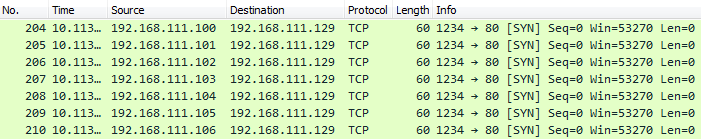 No. Time Source Destination Protocol Length Info
204 10.113… 192.168.111.100 192.168.111.129 TCP 60 1234 → 80 [SYN] Seq=0 Win=53270 Len=0
205 10.113… 192.168.111.101 192.168.111.129 TCP 60 1234 → 80 [SYN] Seq=0 Win=53270 Len=0
206 10.113… 192.168.111.102 192.168.111.129 TCP 60 1234 → 80 [SYN] Seq=0 Win=53270 Len=0
207 10.113… 192.168.111.103 192.168.111.129 TCP 60 1234 → 80 [SYN] Seq=0 Win=53270 Len=0
208 10.113… 192.168.111.104 192.168.111.129 TCP 60 1234 → 80 [SYN] Seq=0 Win=53270 Len=0
209 10.113… 192.168.111.105 192.168.111.129 TCP 60 1234 → 80 [SYN] Seq=0 Win=53270 Len=0
210 10.113… 192.168.111.106 192.168.111.129 TCP 60 1234 → 80 [SYN] Seq=0 Win=53270 Len=0